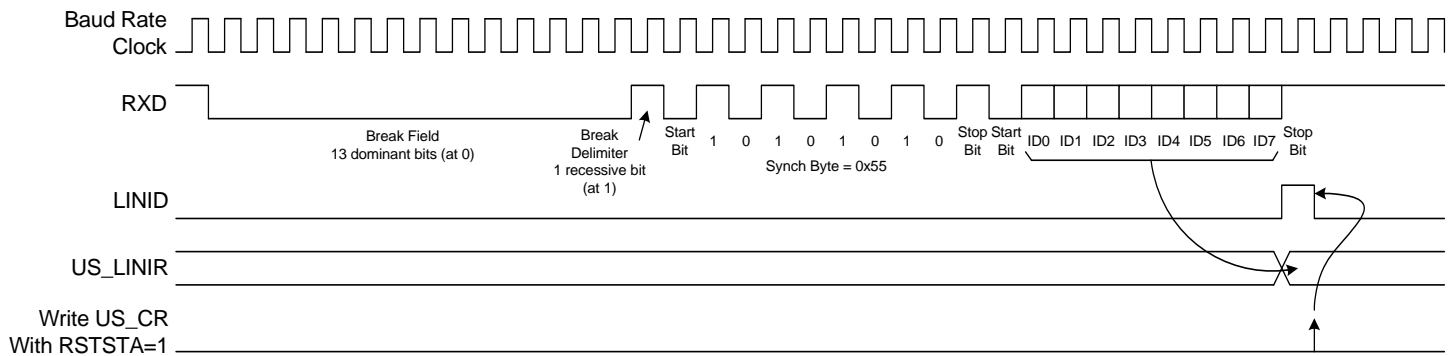 Baud Rate
Clock
RXD
Break Field
13 dominant bits (at 0)
Break
Delimiter
1 recessive bit
(at 1)
Start
Bit
1 0 1 0 1 0 1 0
Stop
Bit
Start
Bit
ID0 ID1 ID2 ID3 ID4 ID5 ID6 ID7
Stop
Bit
Synch Byte = 0x55
LINID
US_LINIR
Write US_CR
With RSTSTA=1